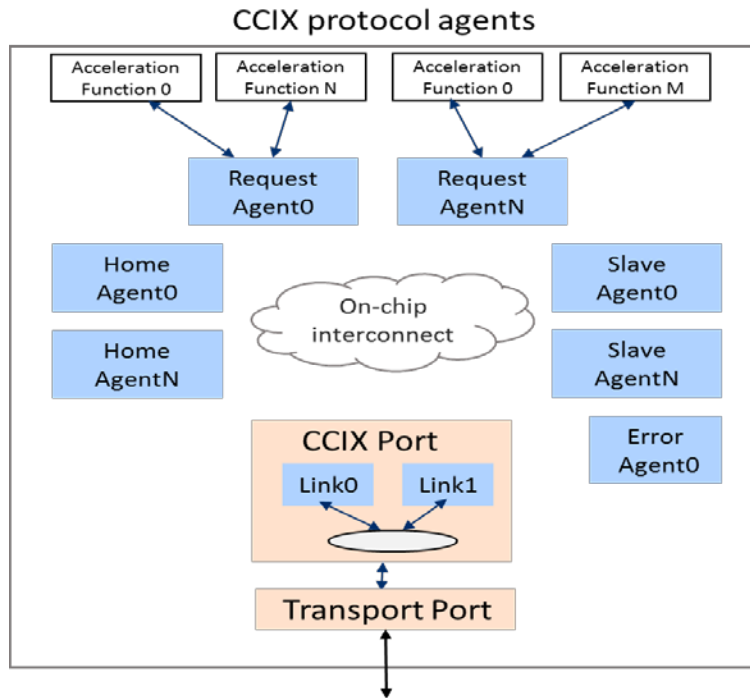 CCIX protocol agents
Acceleration
Function 0
Acceleration
Function N
Acceleration
Function 0
Acceleration
Function M
Request
Agent0
Request
AgentN
Home
Agent0
Slave
Agent0
On-chip
interconnect
Home
AgentN
Slave
AgentN
CCIX Port
Error
Agent0
Link0
Link1
Transport Port